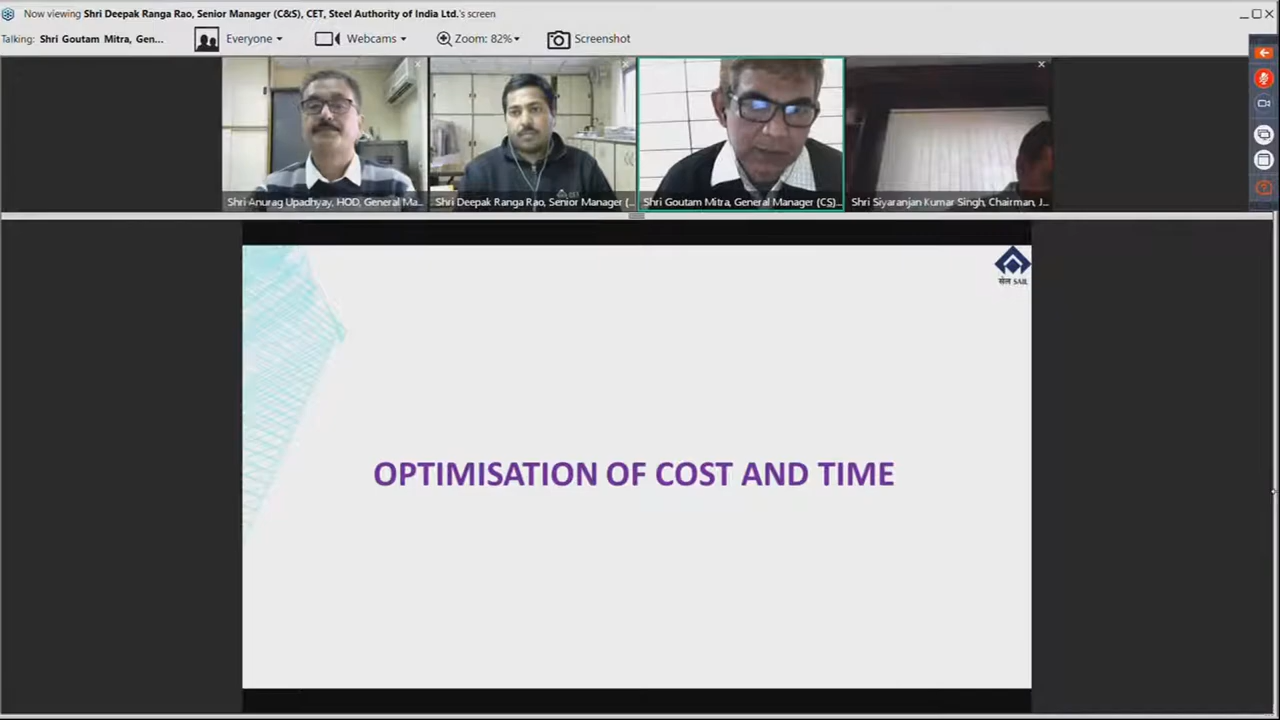 Now viewing Shri Deepak Ranga Rao, Senior Manager (C&S), CET, Steel Authority of India Ltd.'s screen
Talking: Shri Goutam Mitra, Gen... Everyone Webcams Zoom: 82% Screenshot
Shri Anurag Upadhyay, HOD, General Ma... Shri Deepak Ranga Rao, Senior Manager (... Shri Goutam Mitra, General Manager (CS)... Shri Siyaranjan Kumar Singh, Chairman, J...
सेल SAIL
OPTIMISATION OF COST AND TIME